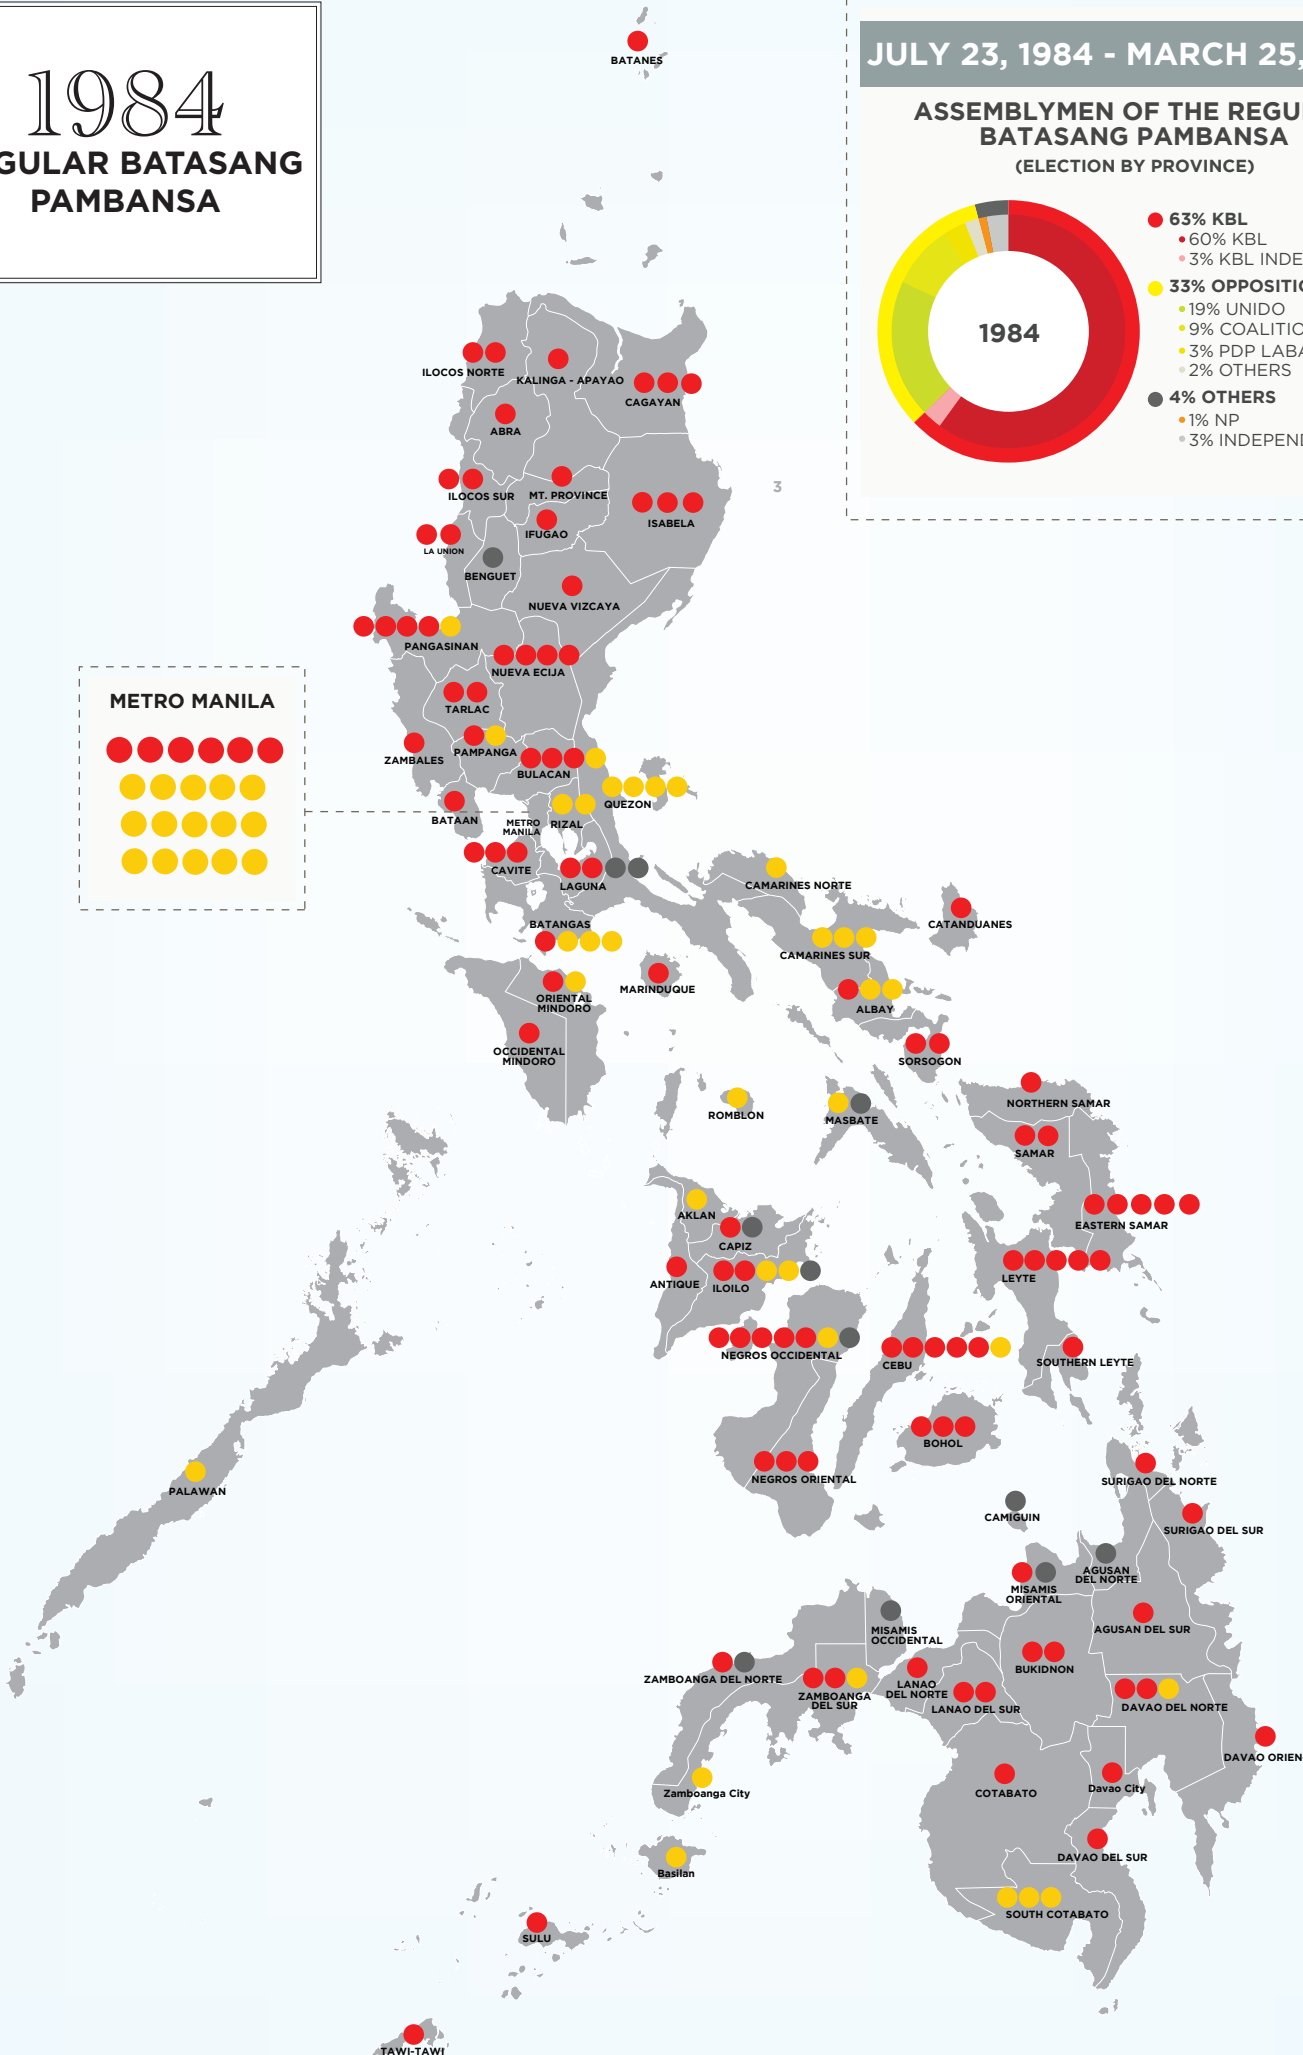 1984
GULAR BATASANG
PAMBANSA
JULY 23, 1984 - MARCH 25,
ASSEMBLYMEN OF THE REGU
BATASANG PAMBANSA
(ELECTION BY PROVINCE)
1984
63% KBL
60% KBL
3% KBL INDE
33% OPPOSITIO
19% UNIDO
9% COALITIO
3% PDP LABA
2% OTHERS
4% OTHERS
1% NP
3% INDEPEND
BATANES
ILOCOS NORTE
KALINGA - APAYAO
CAGAYAN
ABRA
ILOCOS SUR
MT. PROVINCE
3
ISABELA
IFUGAO
LA UNION
BENGUET
NUEVA VIZCAYA
PANGASINAN
NUEVA ECIJA
METRO MANILA
TARLAC
PAMPANGA
ZAMBALES
BULACAN
QUEZON
BATAAN
METRO
MANILA
RIZAL
CAVITE
LAGUNA
CAMARINES NORTE
BATANGAS
CATANDUANES
CAMARINES SUR
MARINDUQUE
ORIENTAL
MINDORO
ALBAY
OCCIDENTAL
MINDORO
SORSOGON
NORTHERN SAMAR
ROMBLON
MASBATE
SAMAR
AKLAN
EASTERN SAMAR
CAPIZ
ANTIQUE
ILOILO
LEYTE
NEGROS OCCIDENTAL
CEBU
SOUTHERN LEYTE
BOHOL
NEGROS ORIENTAL
SURIGAO DEL NORTE
PALAWAN
CAMIGUIN
SURIGAO DEL SUR
AGUSAN
DEL NORTE
MISAMIS
ORIENTAL
AGUSAN DEL SUR
MISAMIS
OCCIDENTAL
BUKIDNON
ZAMBOANGA DEL NORTE
LANAO
DEL NORTE
ZAMBOANGA
DEL SUR
LANAO DEL SUR
DAVAO DEL NORTE
DAVAO ORIEN
Zamboanga City
COTABATO
Davao City
DAVAO DEL SUR
Basilan
SOUTH COTABATO
SULU
TAWI-TAWI